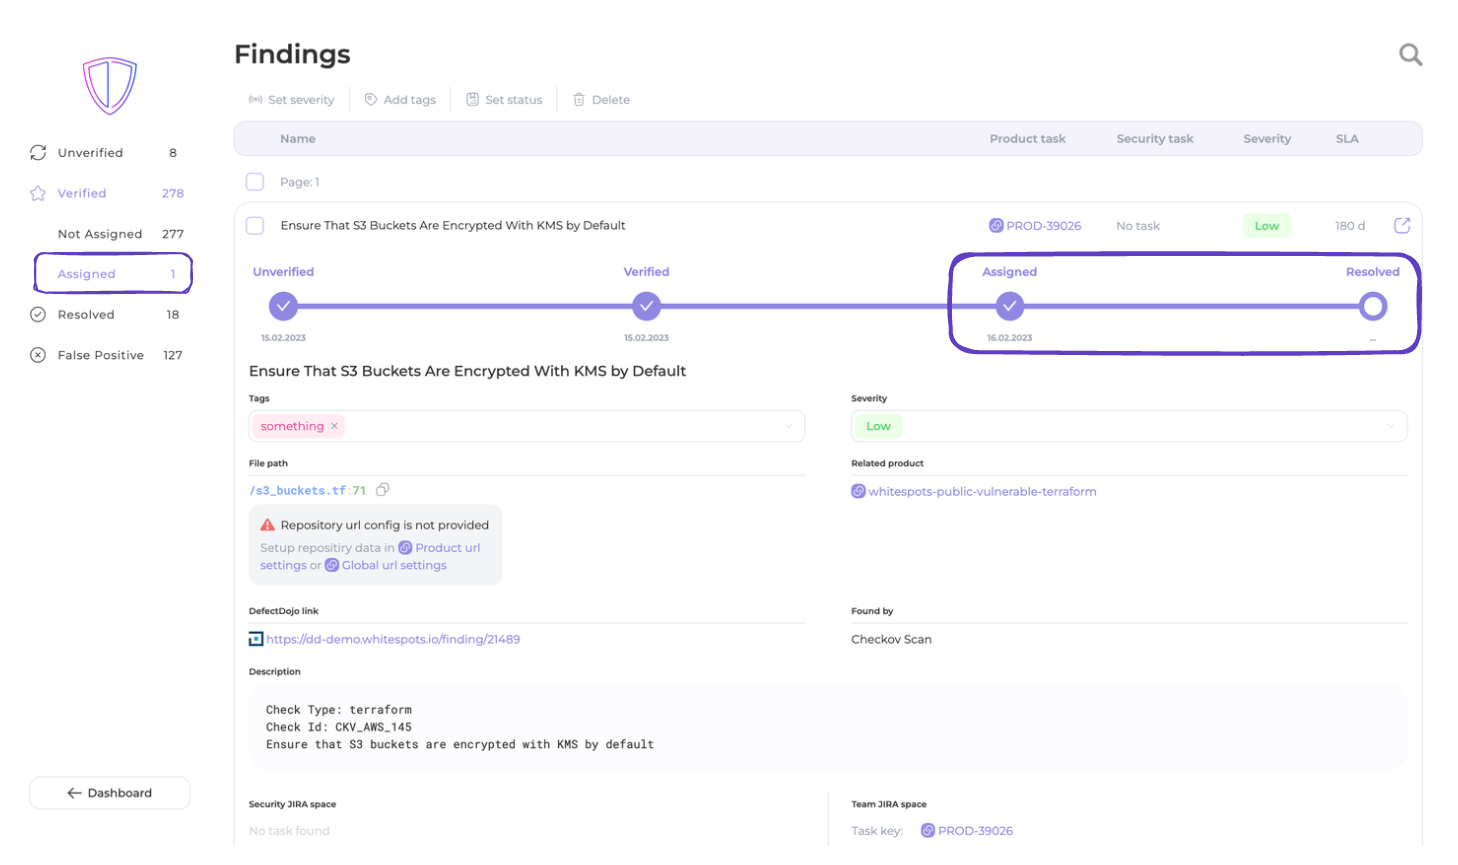 Findings
Set severity
Add tags
Set status
Delete
Name
Product task
Security task
Severity
SLA
Unverified 8
Verified 278
Not Assigned 277
Assigned 1
Resolved 18
False Positive 127
Dashboard
Page: 1
Ensure That S3 Buckets Are Encrypted With KMS by Default
PROD-39026
No task
Low
180 d
Unverified
Verified
Assigned
Resolved
15.02.2023
15.02.2023
16.02.2023
...
Ensure That S3 Buckets Are Encrypted With KMS by Default
Tags
something ×
Severity
Low
File path
/s3_buckets.tf:71
Repository url config is not provided
Setup repositiry data in Product url
settings or Global url settings
Related product
whitespots-public-vulnerable-terraform
DefectDojo link
https://dd-demo.whitespots.io/finding/21489
Found by
Checkov Scan
Description
Check Type: terraform
Check Id: CKV_AWS_145
Ensure that S3 buckets are encrypted with KMS by default
Security JIRA space
No task found
Team JIRA space
Task key: PROD-39026